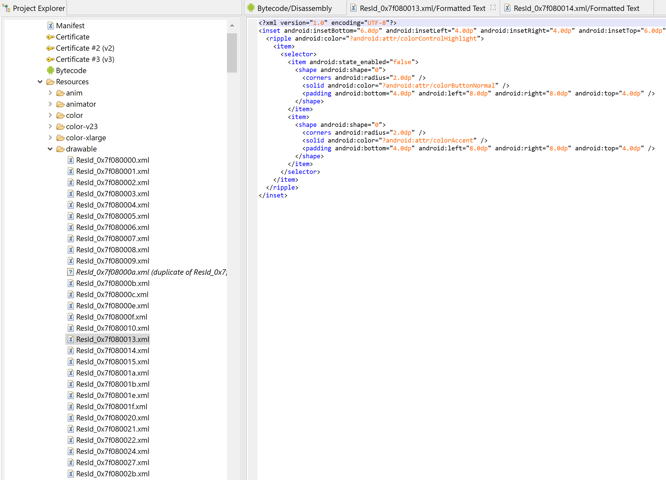 Project Explorer
Manifest
Certificate
Certificate #2 (v2)
Certificate #3 (v3)
Bytecode
Resources
anim
animator
color
color-v23
color-xlarge
drawable
ResId_0x7f080000.xml
ResId_0x7f080001.xml
ResId_0x7f080002.xml
ResId_0x7f080003.xml
ResId_0x7f080004.xml
ResId_0x7f080005.xml
ResId_0x7f080006.xml
ResId_0x7f080007.xml
ResId_0x7f080008.xml
ResId_0x7f080009.xml
ResId_0x7f08000a.xml (duplicate of ResId_0x7
ResId_0x7f08000b.xml
ResId_0x7f08000c.xml
ResId_0x7f08000e.xml
ResId_0x7f08000f.xml
ResId_0x7f080010.xml
ResId_0x7f080013.xml
ResId_0x7f080014.xml
ResId_0x7f080015.xml
ResId_0x7f08001a.xml
ResId_0x7f08001b.xml
ResId_0x7f08001e.xml
ResId_0x7f08001f.xml
ResId_0x7f080020.xml
ResId_0x7f080021.xml
ResId_0x7f080022.xml
ResId_0x7f080024.xml
ResId_0x7f080027.xml
ResId_0x7f08002b.xml
Bytecode/Disassembly
ResId_0x7f080013.xml/Formatted Text
ResId_0x7f080014.xml/Formatted Text
<?xml version="1.0" encoding="UTF-8"?>
<inset android:insetBottom="6.0dp" android:insetLeft="4.0dp" android:insetRight="4.0dp" android:insetTop="6.0dp"
<ripple android:color="?android:attr/colorControlHighlight">
<item>
<selector>
<item android:state_enabled="false">
<shape android:shape="0">
<corners android:radius="2.0dp" />
<solid android:color="?android:attr/colorButtonNormal" />
<padding android:bottom="4.0dp" android:left="8.0dp" android:right="8.0dp" android:top="4.0dp" />
</shape>
</item>
<item>
<shape android:shape="0">
<corners android:radius="2.0dp" />
<solid android:color="?android:attr/colorAccent" />
<padding android:bottom="4.0dp" android:left="8.0dp" android:right="8.0dp" android:top="4.0dp" />
</shape>
</item>
</selector>
</item>
</ripple>
</inset>